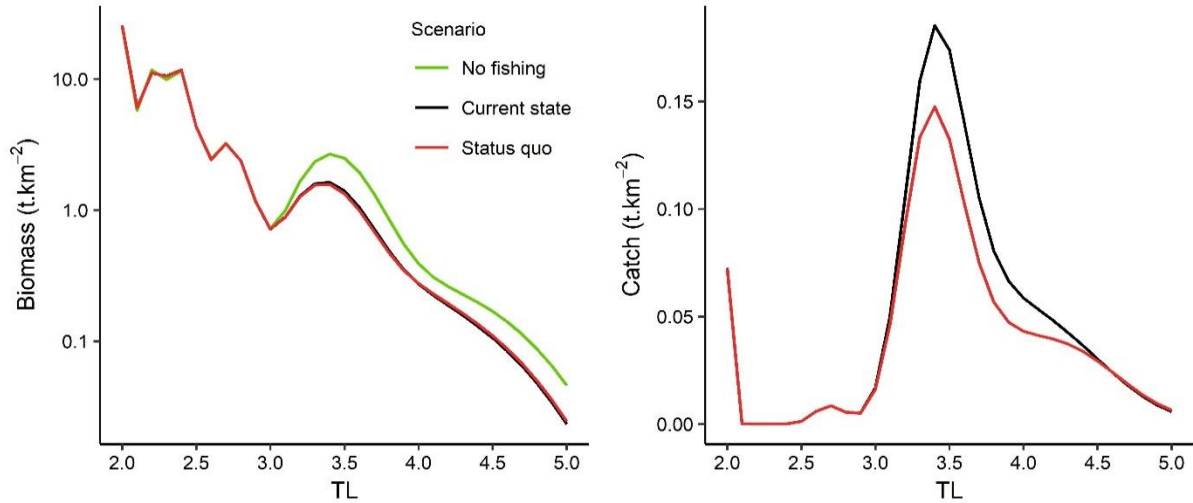 Biomass (t.km⁻²)
10.0
1.0
0.1
2.0 2.5 3.0 3.5 4.0 4.5 5.0
TL
Scenario
No fishing
Current state
Status quo
Catch (t.km⁻²)
0.15
0.10
0.05
0.00
2.0 2.5 3.0 3.5 4.0 4.5 5.0
TL